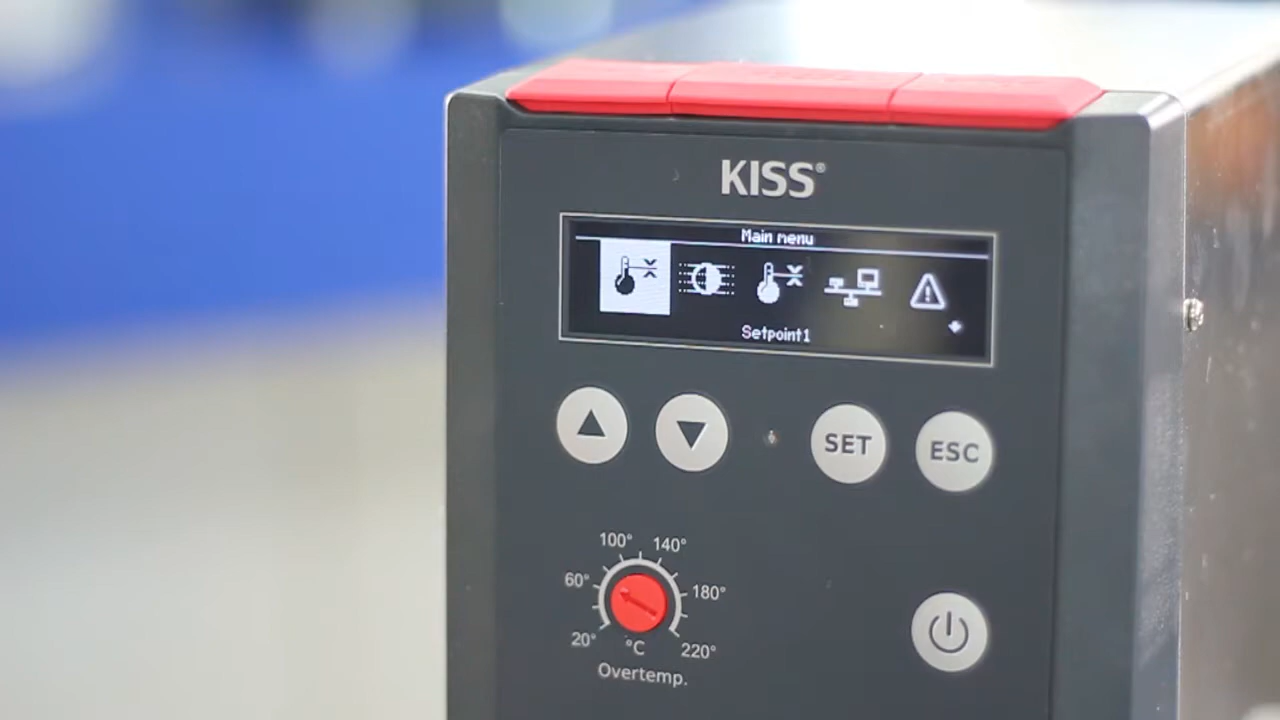 KISS®
Main menu
Setpoint1
SET
ESC
100° 140°
60° 180°
20° °C 220°
Overtemp.